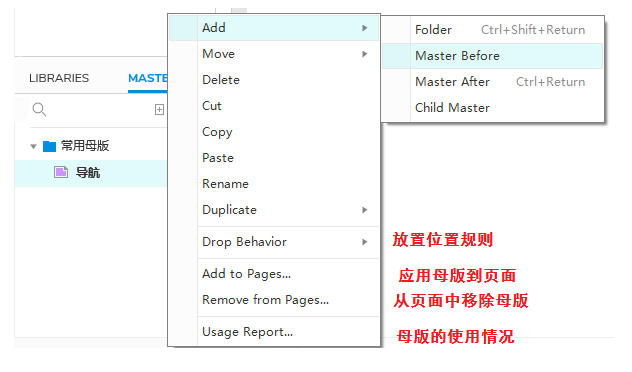 LIBRARIES
MASTE
常用母版
导航
Add
Move
Delete
Cut
Copy
Paste
Rename
Duplicate
Drop Behavior
Add to Pages...
Remove from Pages...
Usage Report...
Folder Ctrl+Shift+Return
Master Before
Master After Ctrl+Return
Child Master
放置位置规则
应用母版到页面
从页面中移除母版
母版的使用情况